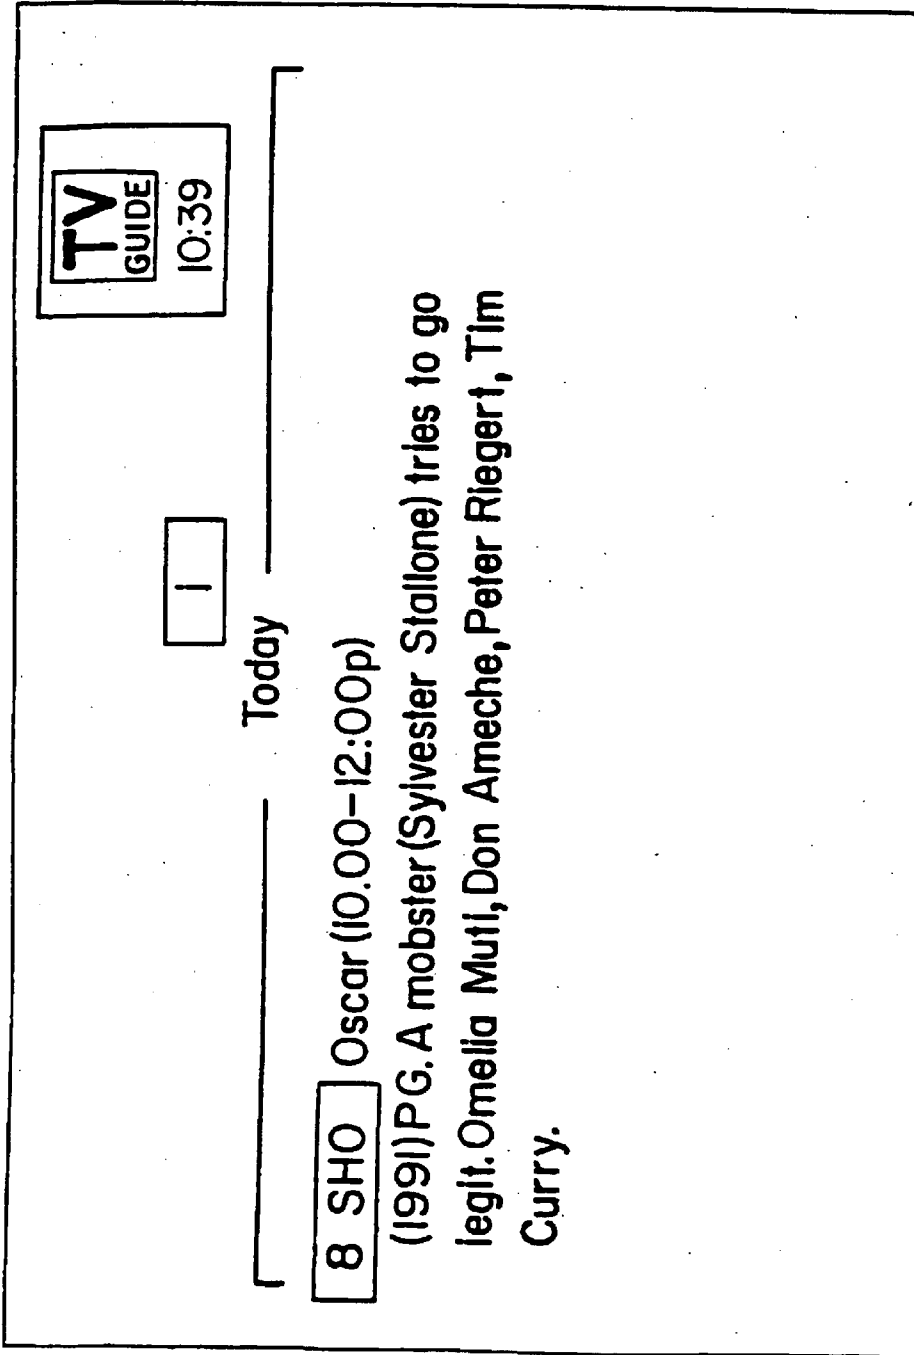 TV
GUIDE
10:39
1
Today
8 SHO Oscar (10.00-12:00p)
(1991) PG. A mobster (Sylvester Stallone) tries to go
legit. Omelia Muti, Don Ameche, Peter Riegert, Tim
Curry.